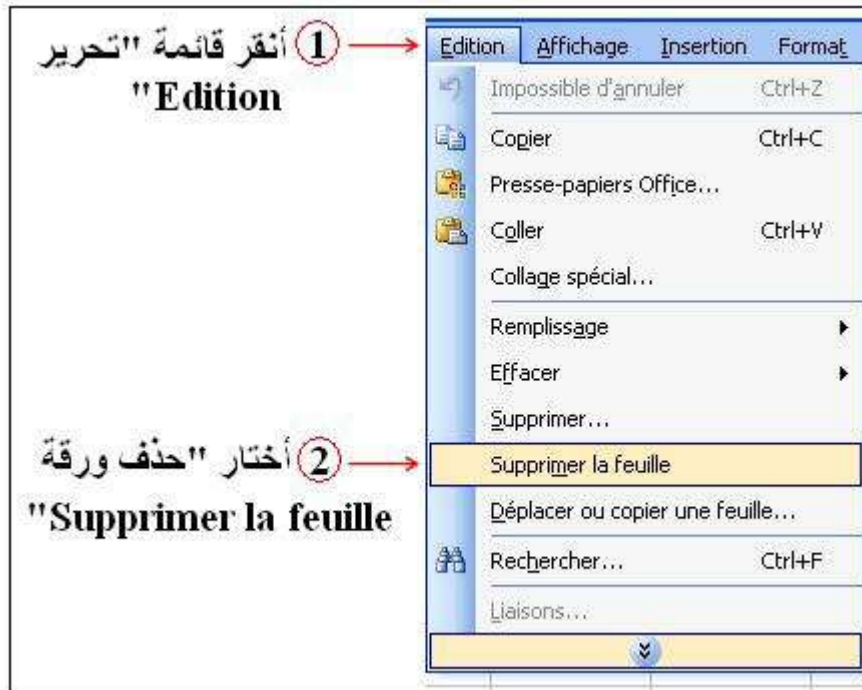 ① أنقر قائمة "تحرير
Edition"
② أختار "حذف ورقة
Supprimer la feuille"
Edition Affichage Insertion Format
Impossible d'annuler Ctrl+Z
Copier Ctrl+C
Presse-papiers Office...
Coller Ctrl+V
Collage spécial...
Remplissage
Effacer
Supprimer...
Supprimer la feuille
Déplacer ou copier une feuille...
Rechercher... Ctrl+F
Liaisons...